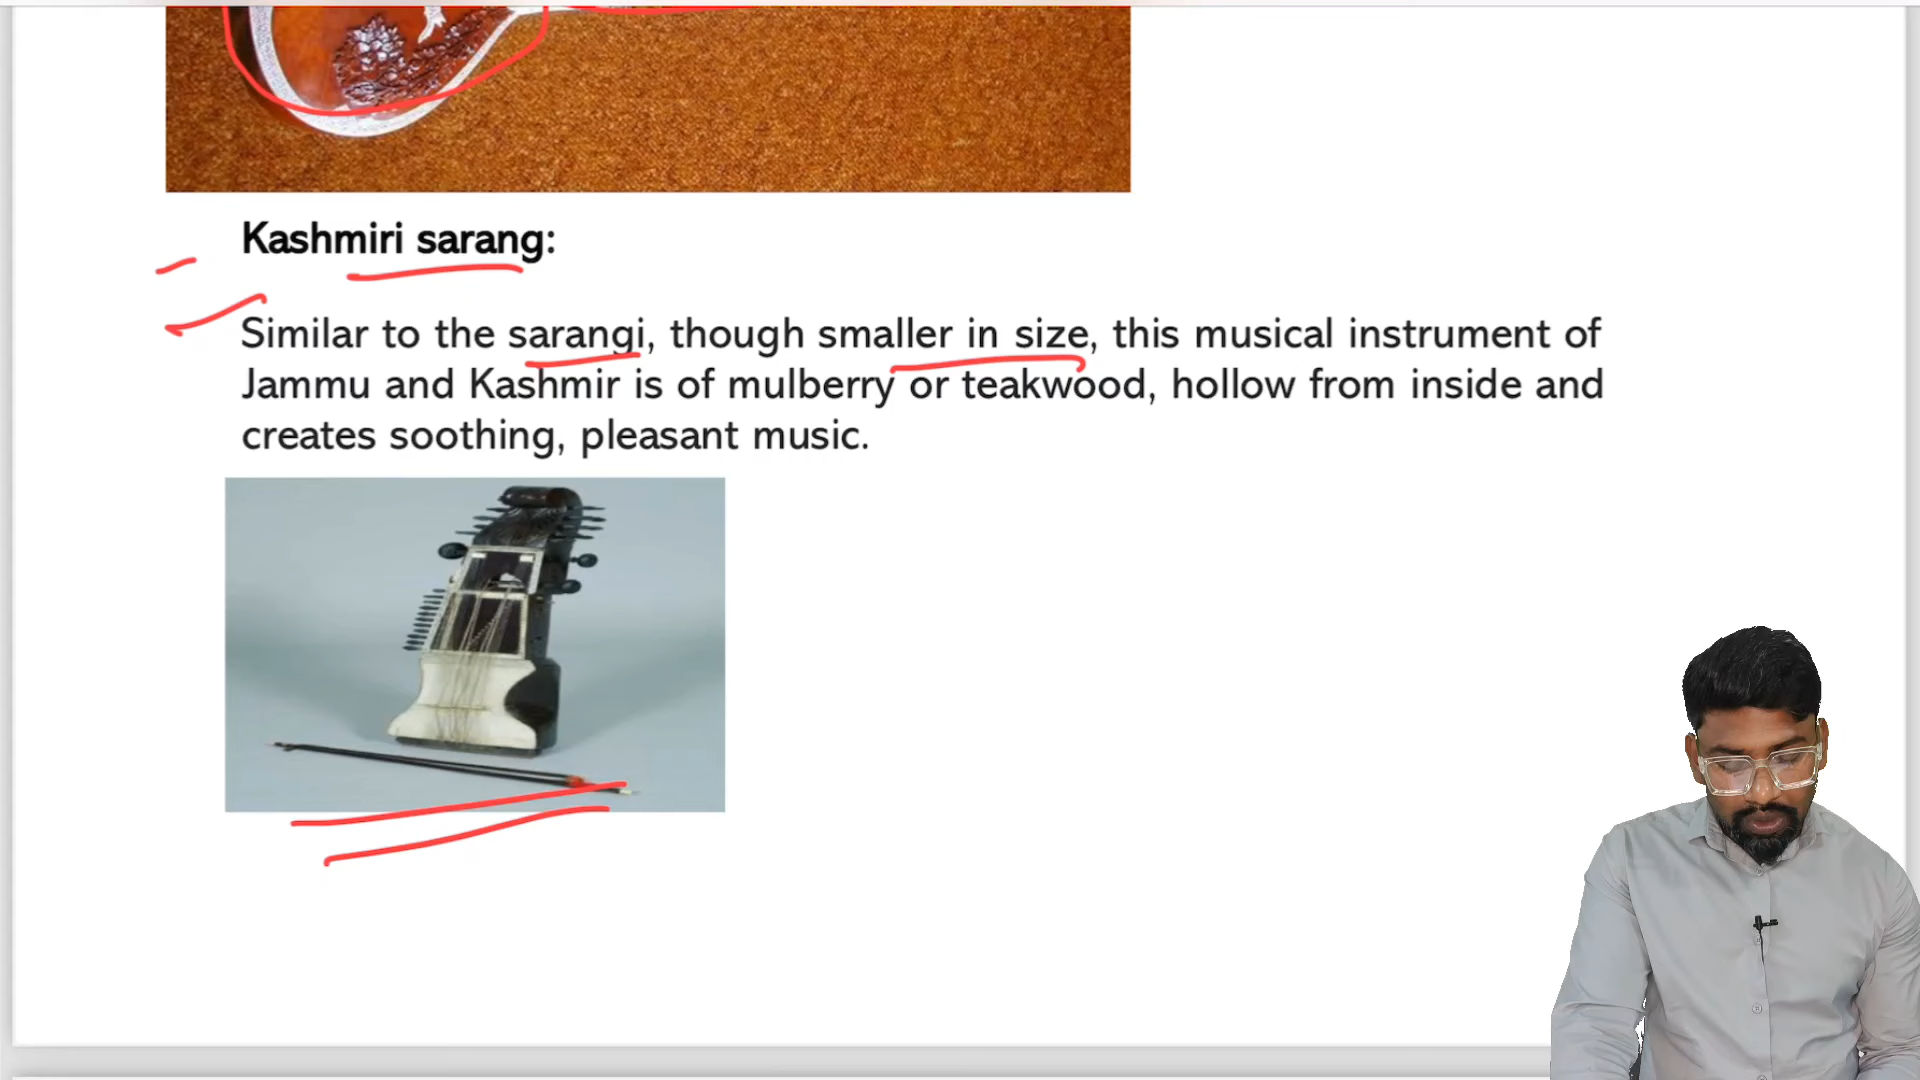 Kashmiri sarang:
Similar to the sarangi, though smaller in size, this musical instrument of
Jammu and Kashmir is of mulberry or teakwood, hollow from inside and
creates soothing, pleasant music.